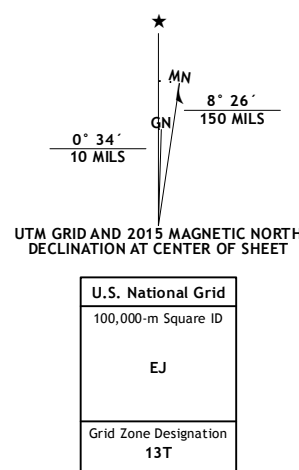 ★
MN
8° 26´
150 MILS
GN
0° 34´
10 MILS
UTM GRID AND 2015 MAGNETIC NORTH
DECLINATION AT CENTER OF SHEET
U.S. National Grid
100,000-m Square ID
EJ
Grid Zone Designation
13T